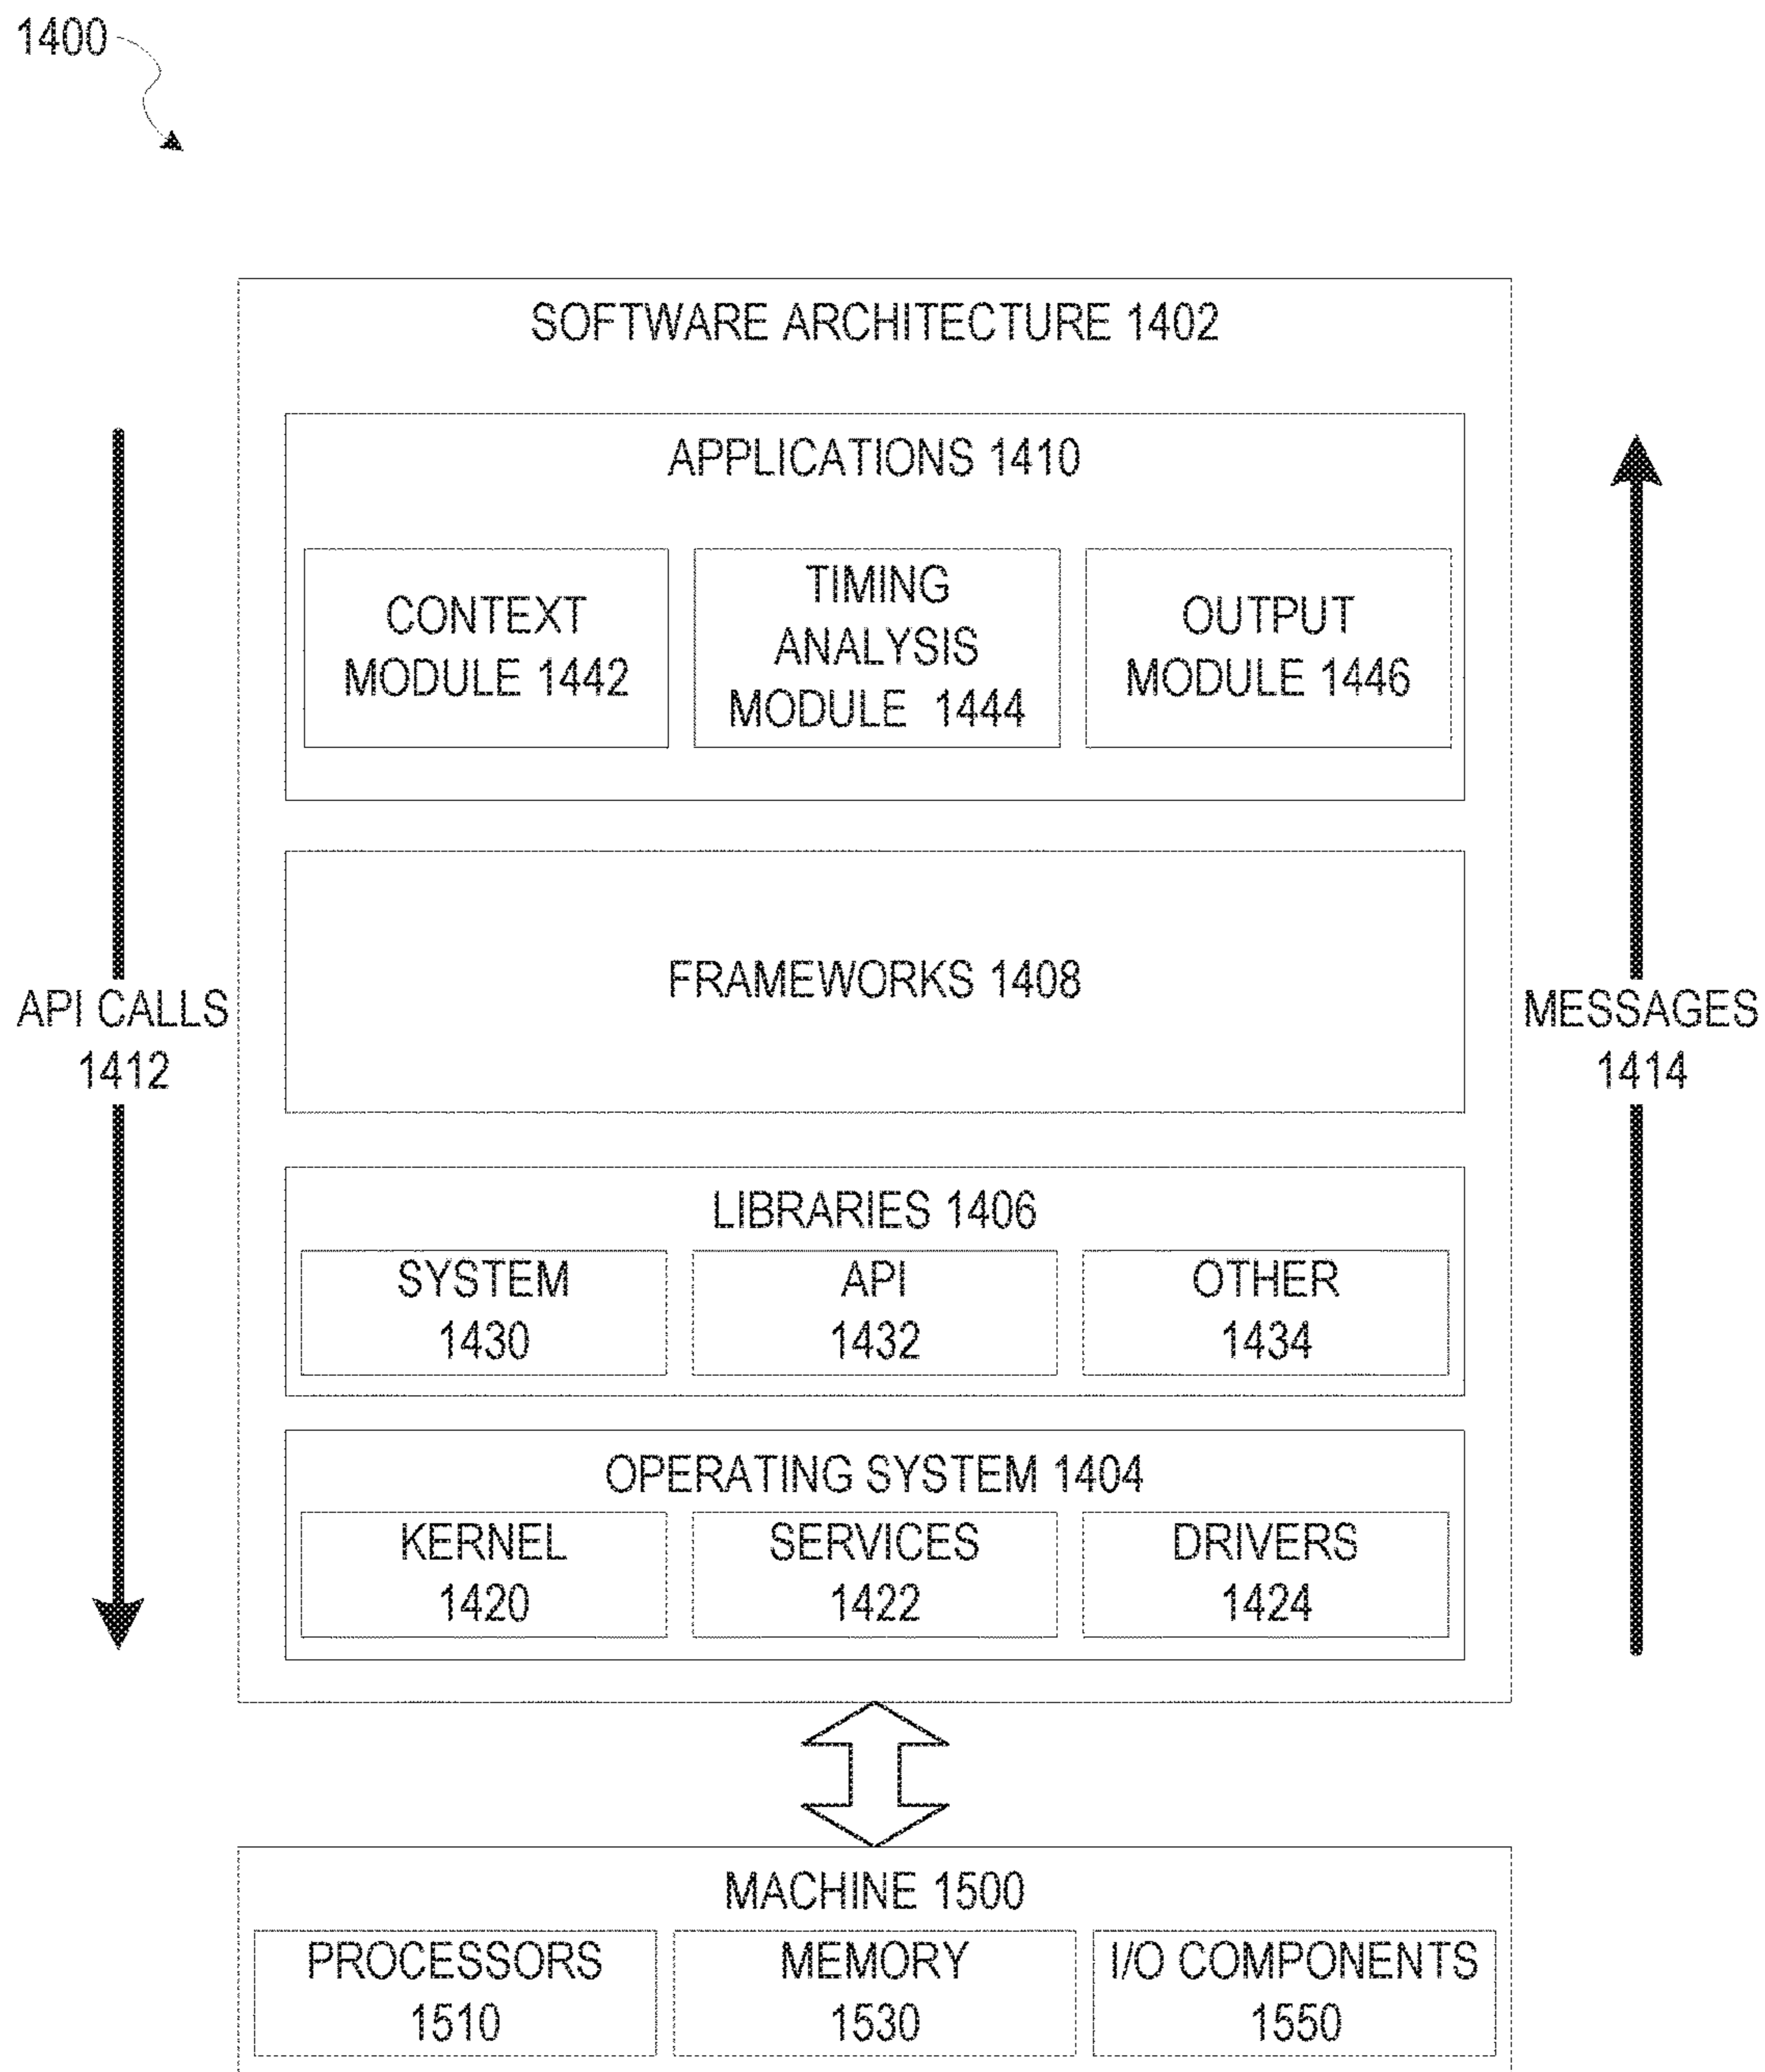 1400
SOFTWARE ARCHITECTURE 1402
APPLICATIONS 1410
CONTEXT
MODULE 1442
TIMING
ANALYSIS
MODULE 1444
OUTPUT
MODULE 1446
FRAMEWORKS 1408
API CALLS
1412
MESSAGES
1414
LIBRARIES 1406
SYSTEM
1430
API
1432
OTHER
1434
OPERATING SYSTEM 1404
KERNEL
1420
SERVICES
1422
DRIVERS
1424
MACHINE 1500
PROCESSORS
1510
MEMORY
1530
I/O COMPONENTS
1550